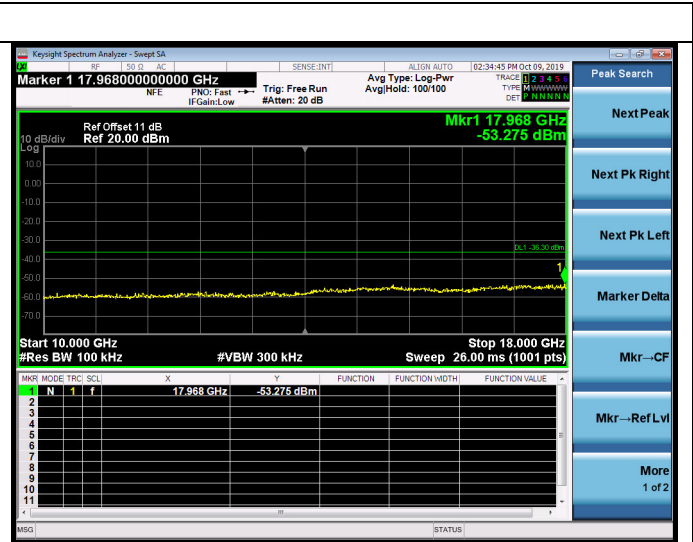 Keysight Spectrum Analyzer - Swept SA
RF 50 Ω AC SENSE:INT ALIGN AUTO 02:34:45 PM Oct 09, 2019
Marker 1 17.968000000000 GHz
NFE PNO: Fast Trig: Free Run Avg Type: Log-Pwr TRACE 1 2 3 4 5 6
IFGain:Low #Atten: 20 dB Avg|Hold: 100/100 TYPE M WWWWW
DET P N N N N N
Peak Search
Mkr1 17.968 GHz
-53.275 dBm
Ref Offset 11 dB
10 dB/div Ref 20.00 dBm
Log
10.0
0.00
-10.0
-20.0
-30.0
DL1 -36.30 dBm
-40.0
1
-50.0
-60.0
-70.0
Start 10.000 GHz Stop 18.000 GHz
#Res BW 100 kHz #VBW 300 kHz Sweep 26.00 ms (1001 pts)
MKR MODE TRC SCL X Y FUNCTION FUNCTION WIDTH FUNCTION VALUE
1 N 1 f 17.968 GHz -53.275 dBm
2
3
4
5
6
7
8
9
10
11
MSG STATUS
Next Peak
Next Pk Right
Next Pk Left
Marker Delta
Mkr→CF
Mkr→Ref Lvl
More
1 of 2